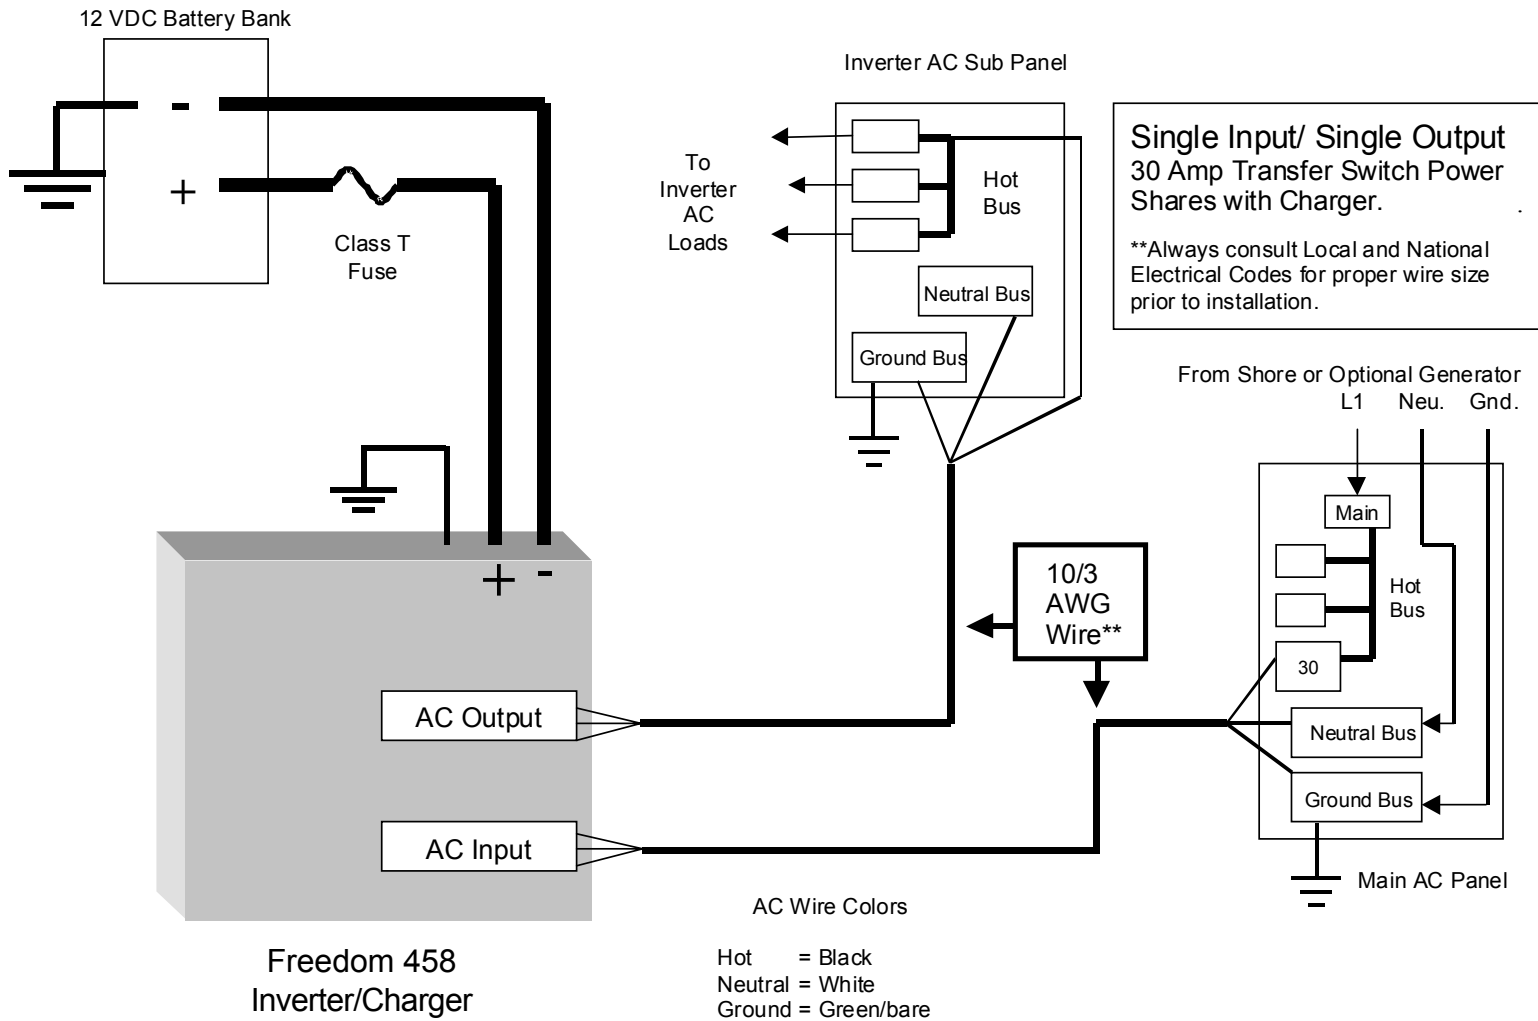 12 VDC Battery Bank
-
+
Class T
Fuse
Inverter AC Sub Panel
To
Inverter
AC
Loads
Hot
Bus
Neutral Bus
Ground Bus
Single Input/ Single Output
30 Amp Transfer Switch Power
Shares with Charger.
.
**Always consult Local and National
Electrical Codes for proper wire size
prior to installation.
From Shore or Optional Generator
L1 Neu. Gnd.
Main
Hot
Bus
30
Neutral Bus
Ground Bus
Main AC Panel
10/3
AWG
Wire**
+ -
AC Output
AC Input
Freedom 458
Inverter/Charger
AC Wire Colors
Hot = Black
Neutral = White
Ground = Green/bare